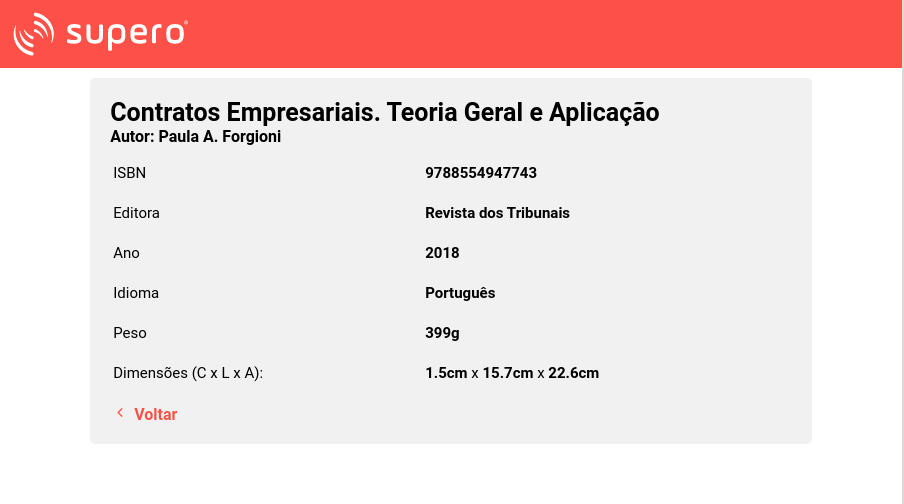 supero®
Contratos Empresariais. Teoria Geral e Aplicação
Autor: Paula A. Forgioni
ISBN 9788554947743
Editora Revista dos Tribunais
Ano 2018
Idioma Português
Peso 399g
Dimensões (C x L x A): 1.5cm x 15.7cm x 22.6cm
Voltar